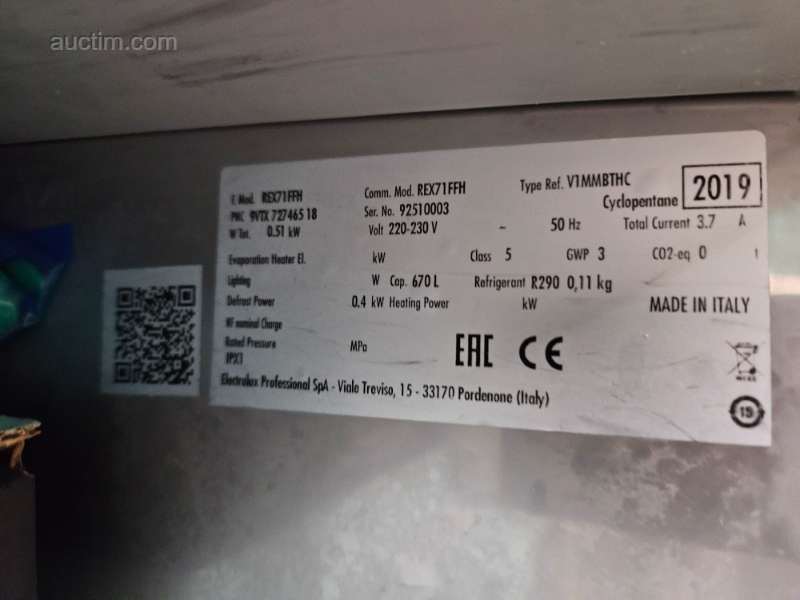 auctim.com
F. Mod. REX71FFH Comm. Mod. REX71FFH Type Ref. V1MMBTHC
Cyclopentane 2019
PNC 9VTX 727465 18 Ser. No. 92510003
W Tot. 0.51 kW Volt 220-230 V ~ 50 Hz Total Current 3.7 A
Evaporation Heater El. kW Class 5 GWP 3 CO2-eq 0 t
Lighting W Cap. 670 L Refrigerant R290 0,11 kg
Defrost Power 0.4 kW Heating Power kW MADE IN ITALY
WF nominal Charge
Rated Pressure MPa EAC CE
IPX1
Electrolux Professional SpA - Viale Treviso, 15 - 33170 Pordenone (Italy)
15